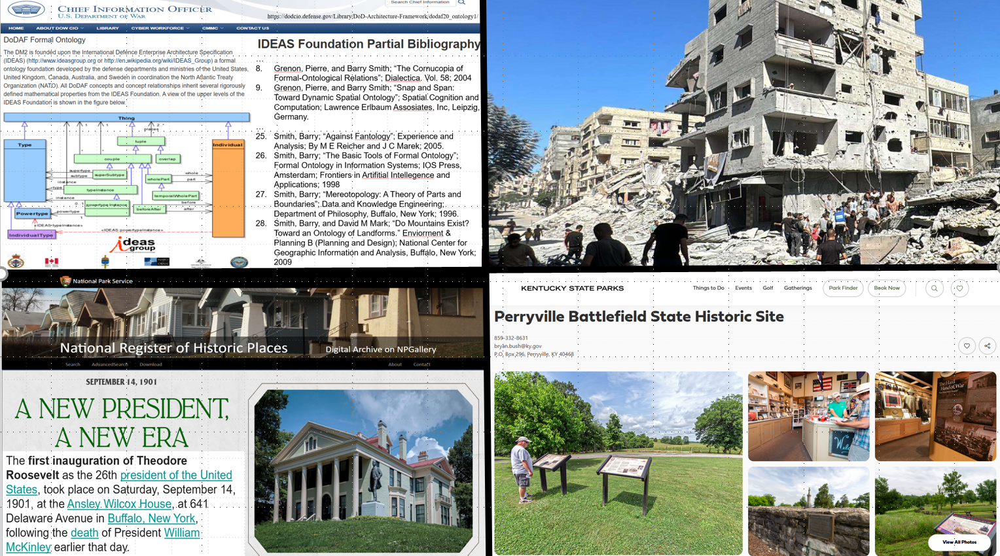 CHIEF INFORMATION OFFICER
U.S. DEPARTMENT OF WAR
Search Chief Information
https://dodcio.defense.gov/Library/DoD-Architecture-Framework/dodaf20_ontology1/
HOME ABOUT DOW CIO LIBRARY CYBER WORKFORCE CMMC CONTACT US
DoDAF Formal Ontology
The DM2 is founded upon the International Defence Enterprise Architecture Specification
(IDEAS) (http://www.ideasgroup.org or http://en.wikipedia.org/wiki/IDEAS_Group) a formal
ontology foundation developed by the defense departments and ministries of the United States,
United Kingdom, Canada, Australia, and Sweden in coordination the North Atlantic Treaty
Organization (NATO). All DoDAF concepts and concept relationships inherit several rigorously
defined mathematical properties from the IDEAS Foundation. A view of the upper levels of the
IDEAS Foundation is shown in the figure below.
Thing
1
1
2..*
places
Type
tuple
Individual
couple
overlap
supertype
subtype
superSubtype
whole
wholePart
part
instance
type
typeInstance
temporalWholePart
instance
before
powertypeInstance
beforeAfter
after
Powertype
powertype
1
«IDEAS:typeInstance»
«IDEAS:powertypeInstance»
IndividualType
ideas
group
IDEAS Foundation Partial Bibliography
...
8. Grenon, Pierre, and Barry Smith; “The Cornucopia of
Formal-Ontological Relations”; Dialectica. Vol. 58; 2004
9. Grenon, Pierre, and Barry Smith; “Snap and Span:
Toward Dynamic Spatial Ontology”; Spatial Cognition and
Computation; Lawrence Erlbaum Assosiates, Inc, Leipzig,
Germany.
...
25. Smith, Barry; “Against Fantology”; Experience and
Analysis; By M E Reicher and J C Marek; 2005.
26. Smith, Barry; “The Basic Tools of Formal Ontology”;
Formal Ontology in Information Systems; IOS Press,
Amsterdam; Frontiers in Artifitial Intellegence and
Applications; 1998
27. Smith, Barry; “Mereotopology: A Theory of Parts and
Boundaries”; Data and Knowledge Engineering;
Department of Philosophy, Buffalo, New York; 1996.
28. Smith, Barry, and David M Mark; “Do Mountains Exist?
Toward an Ontology of Landforms.” Enviorment &
Planning B (Planning and Design); National Center for
Geographic Information and Analysis, Buffalo, New York;
2009
National Park Service
National Register of Historic Places
Digital Archive on NPGallery
Search AdvancedSearch Download About Contact
SEPTEMBER 14, 1901
A NEW PRESIDENT,
A NEW ERA
The first inauguration of Theodore
Roosevelt as the 26th president of the United
States, took place on Saturday, September 14,
1901, at the Ansley Wilcox House, at 641
Delaware Avenue in Buffalo, New York,
following the death of President William
McKinley earlier that day.
KENTUCKY STATE PARKS
Things to Do Events Golf Gatherings Park Finder Book Now
Perryville Battlefield State Historic Site
859-332-8631
bryan.bush@ky.gov
P.O. Box 296, Perryville, KY 40468
The Hard
Hand of War
View All Photos